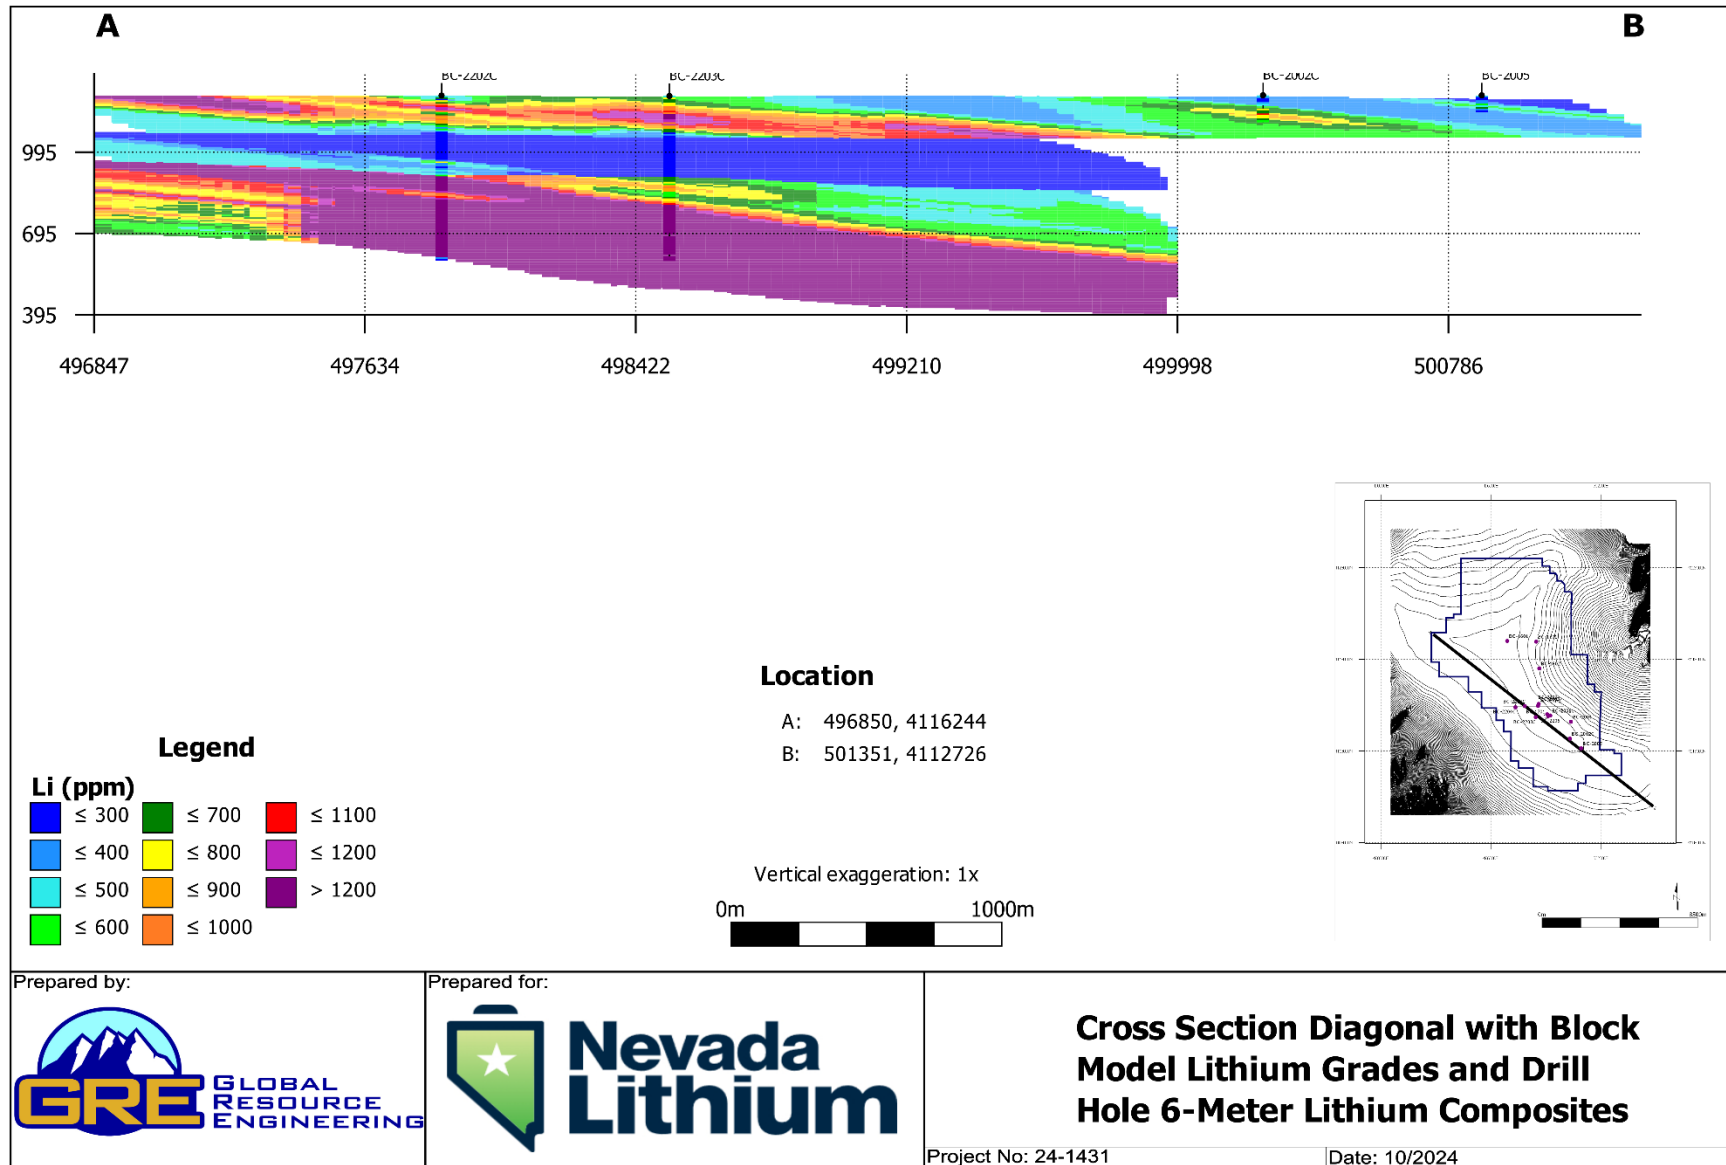 A
B
BC-2202C
BC-2203C
BC-2002C
BC-2005
995
695
395
496847
497634
498422
499210
499998
500786
Location
A: 496850, 4116244
B: 501351, 4112726
Legend
Li (ppm)
≤ 300
≤ 700
≤ 1100
≤ 400
≤ 800
≤ 1200
≤ 500
≤ 900
> 1200
≤ 600
≤ 1000
Vertical exaggeration: 1x
0m
1000m
Prepared by:
GRE
GLOBAL
RESOURCE
ENGINEERING
Prepared for:
Nevada
Lithium
Cross Section Diagonal with Block
Model Lithium Grades and Drill
Hole 6-Meter Lithium Composites
Project No: 24-1431
Date: 10/2024